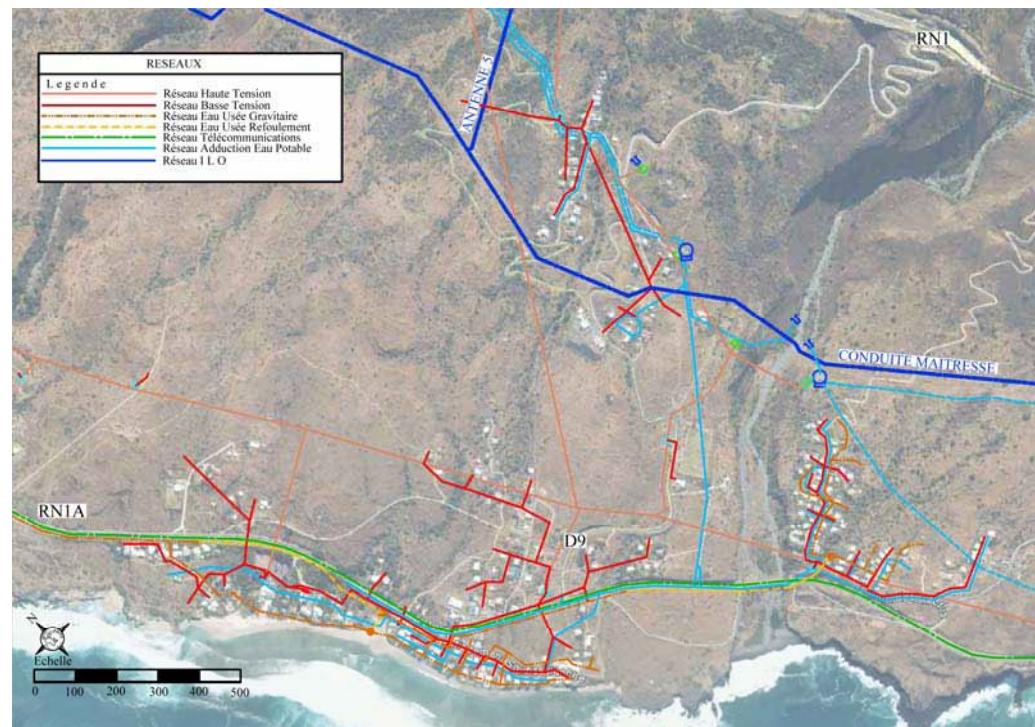 RESEAUX
L e g e n d e
Réseau Haute Tension
Réseau Basse Tension
Réseau Eau Usée Gravitaire
Réseau Eau Usée Refoulement
Réseau Télécommunications
Réseau Adduction Eau Potable
Réseau I L O
RN1
ANTENNE 5
CONDUITE MAITRESSE
RN1A
D9
N
Echelle
0 100 200 300 400 500